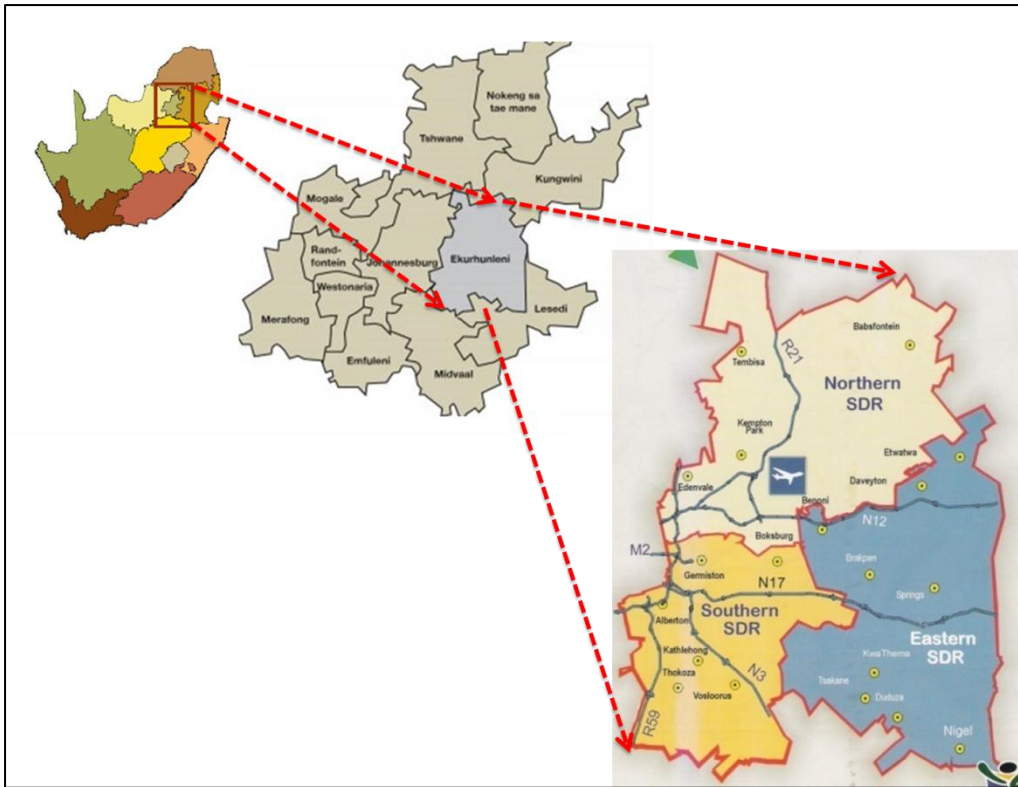 Nokeng sa
tae mane
Tshwane
Kungwini
Mogale
Rand-
fontein
Johannesburg
Ekurhunleni
Westonaria
Merafong
Lesedi
Emfuleni
Midvaal
Babsfontein
R21
Tembisa
Northern
SDR
Kempton
Park
Etwatwa
Edenvale
Daveyton
Benoni
N12
Boksburg
M2
Germiston
Brakpan
N17
Springs
Southern
SDR
Alberton
Eastern
SDR
Kathlehong
KwaThema
Thokoza
N3
Tsakane
Vosloorus
Duduza
R59
Nigel